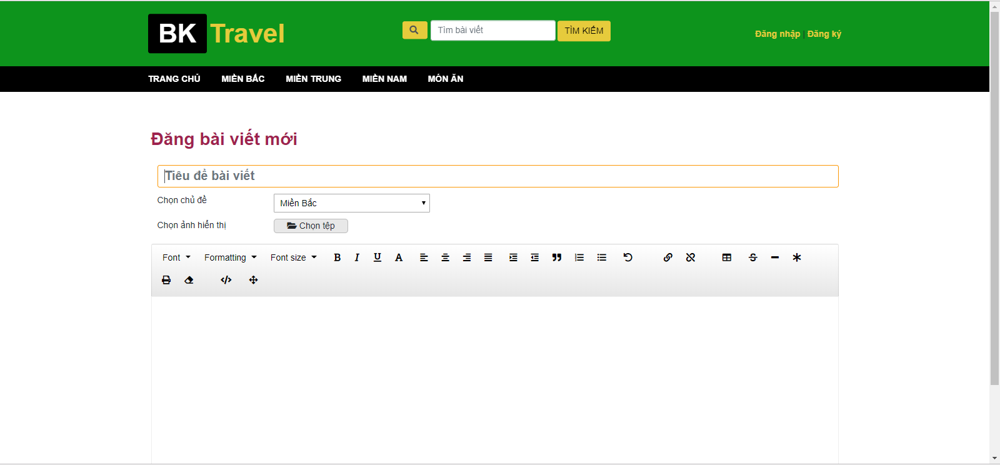 BK Travel
Tìm bài viết
TÌM KIẾM
Đăng nhập | Đăng ký
TRANG CHỦ MIỀN BẮC MIỀN TRUNG MIỀN NAM MÓN ĂN
Đăng bài viết mới
Tiêu đề bài viết
Chọn chủ đề
Miền Bắc
Chọn ảnh hiển thị
Chọn tệp
Font Formatting Font size B I U A